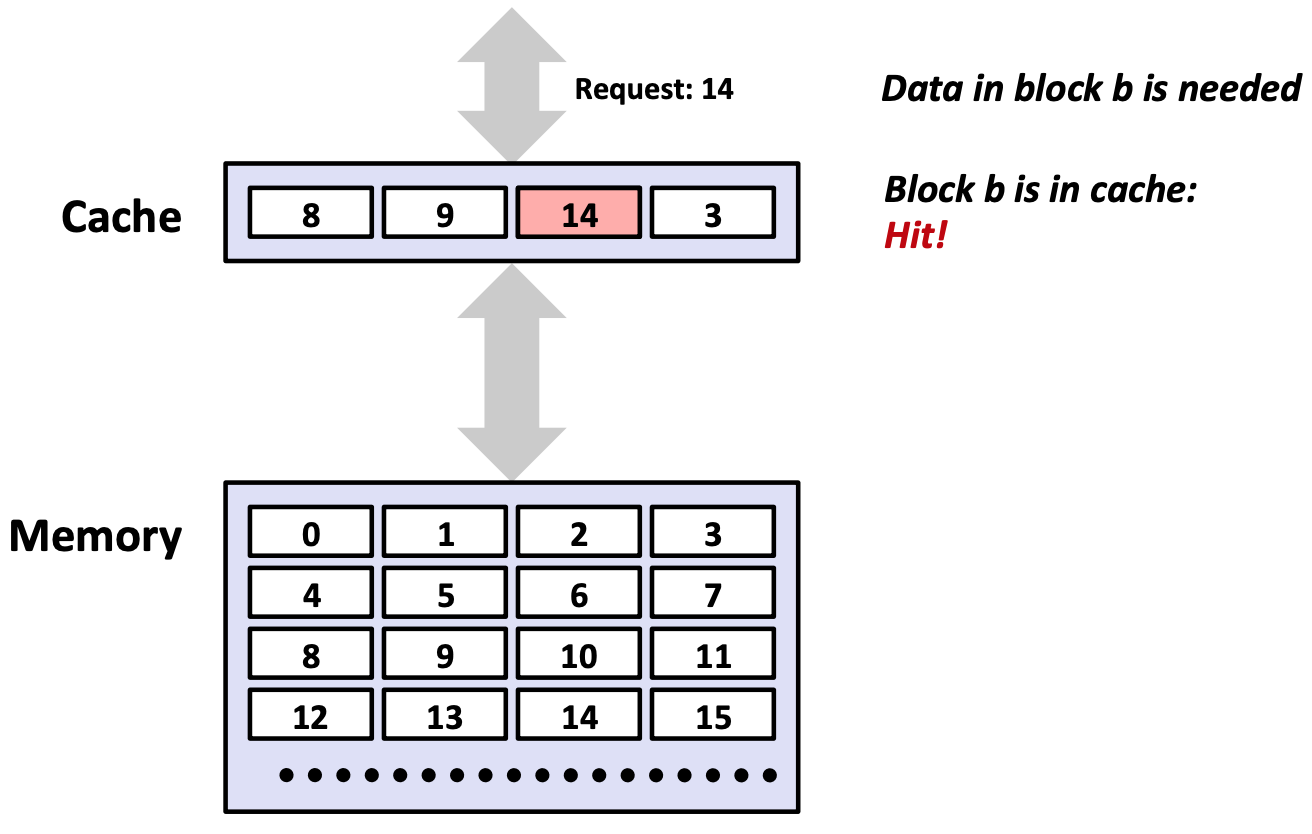 Request: 14
Data in block b is needed
Cache
8 9 14 3
Block b is in cache:
Hit!
Memory
0 1 2 3
4 5 6 7
8 9 10 11
12 13 14 15